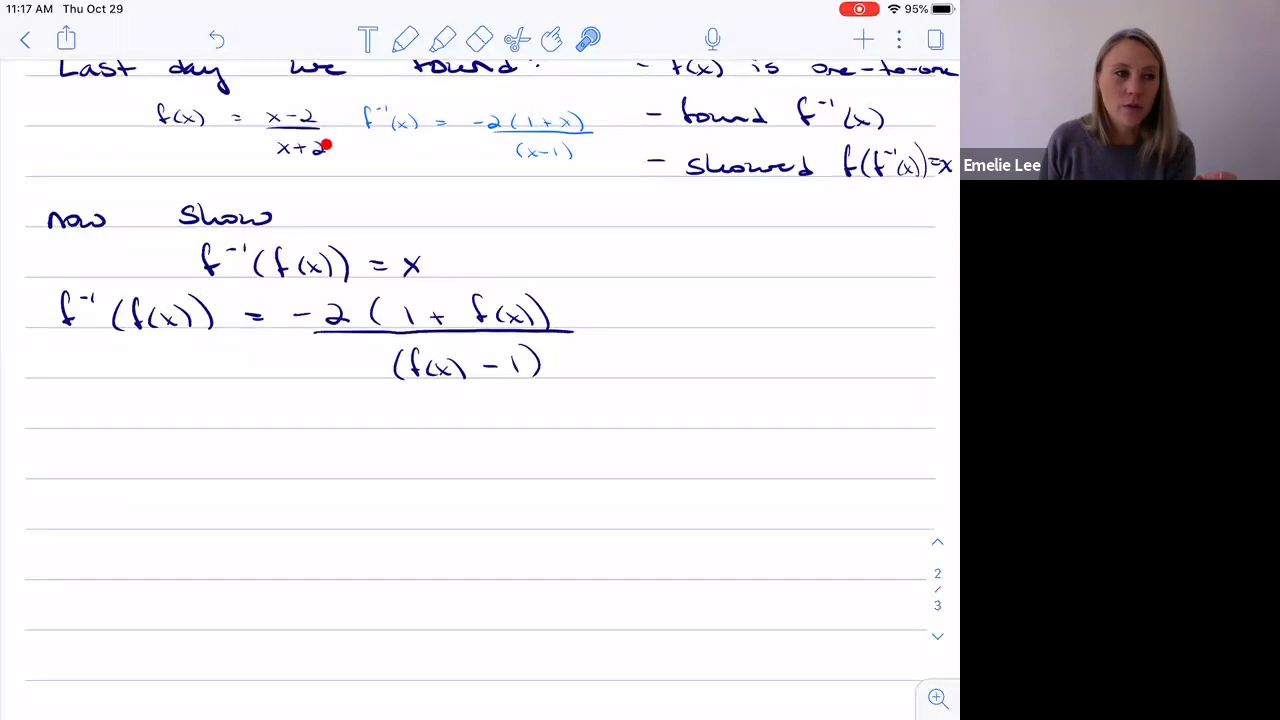 11:17 AM Thu Oct 29
95%
Last day we found:
- f(x) is one-to-one
f(x) = x-2 / x+2
f⁻¹(x) = -2(1+x) / (x-1)
- found f⁻¹(x)
- showed f(f⁻¹(x))=x
Emelie Lee
now show
f⁻¹(f(x)) = x
f⁻¹(f(x)) = -2(1+f(x)) / (f(x)-1)
2
/
3